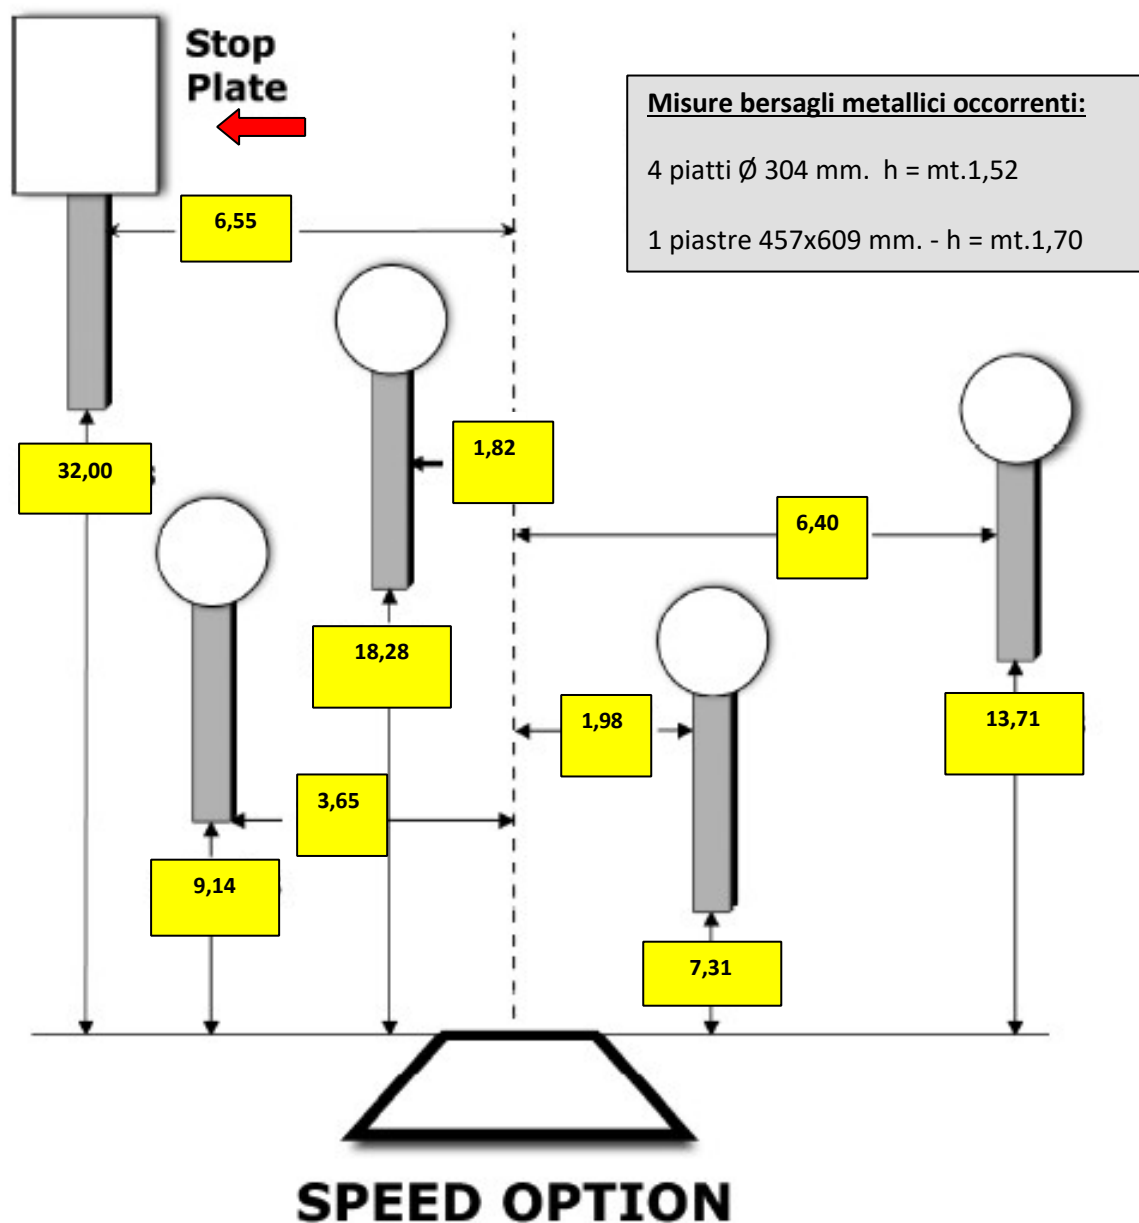 Stop
Plate
Misure bersagli metallici occorrenti:
4 piatti Ø 304 mm.  h = mt.1,52
1 piastre 457x609 mm. - h = mt.1,70
6,55
1,82
32,00
6,40
18,28
1,98
13,71
3,65
9,14
7,31
SPEED OPTION